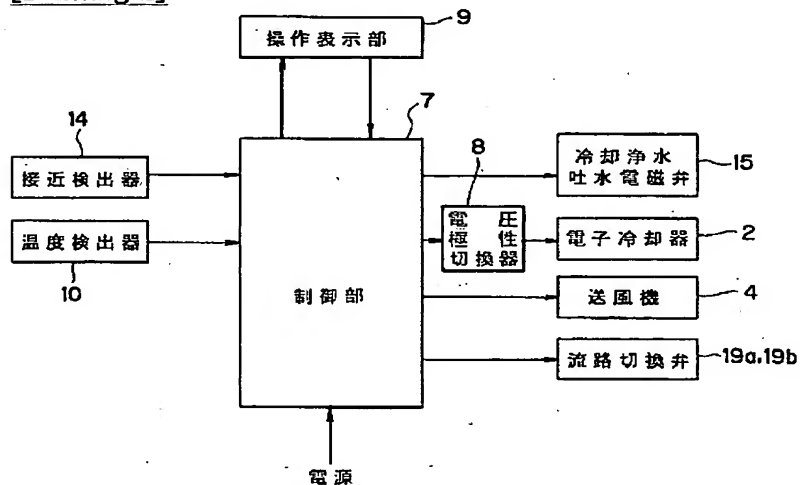 9
操作表示部
14
7
接近検出器
8
冷却浄水
吐水電磁弁
15
電圧
極性
切換器
温度検出器
電子冷却器
2
10
制御部
送風機
4
流路切換弁
19a,19b
電源